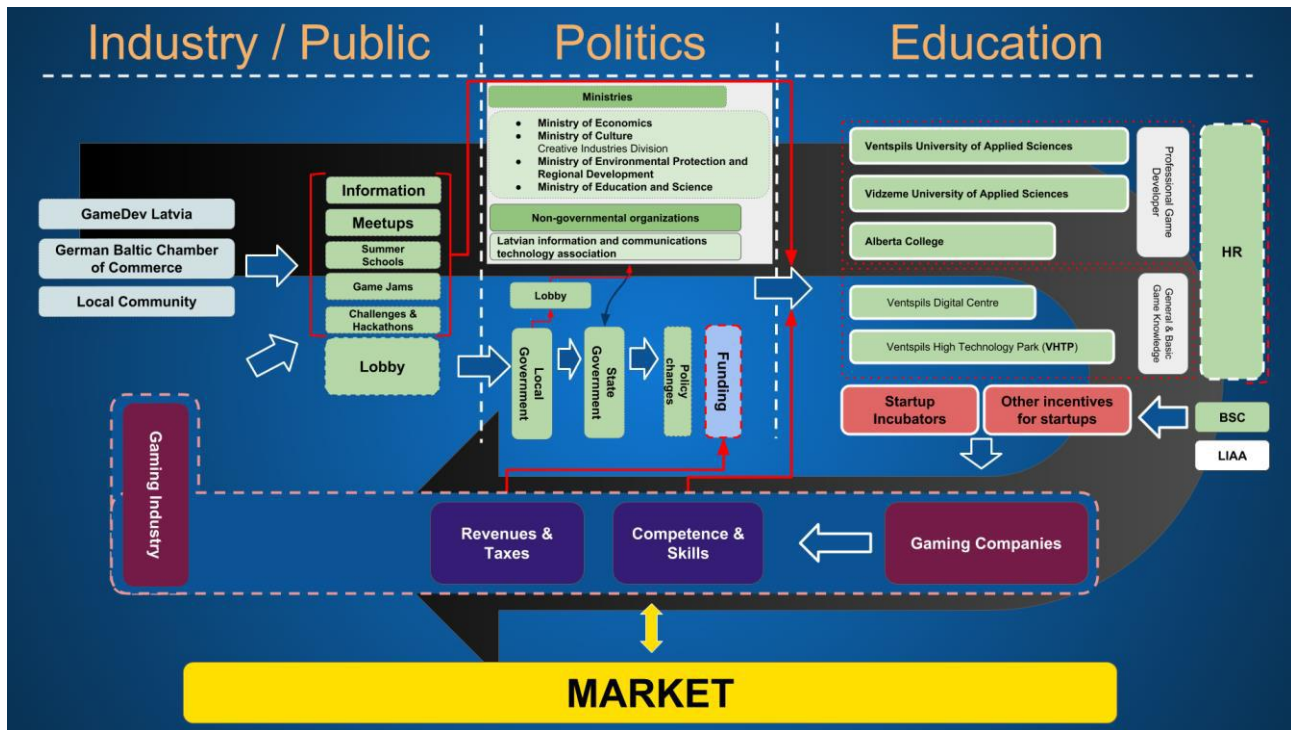 Industry / Public
Politics
Education
GameDev Latvia
German Baltic Chamber
of Commerce
Local Community
Information
Meetups
Summer
Schools
Game Jams
Challenges &
Hackathons
Lobby
Ministries
● Ministry of Economics
● Ministry of Culture
Creative Industries Division
● Ministry of Environmental Protection and
Regional Development
● Ministry of Education and Science
Non-governmental organizations
Latvian information and communications
technology association
Lobby
Local
Government
State
Government
Policy
changes
Funding
Ventspils University of Applied Sciences
Vidzeme University of Applied Sciences
Alberta College
Professional Game
Developer
Ventspils Digital Centre
Ventspils High Technology Park (VHTP)
General & Basic
Game Knowledge
HR
Startup
Incubators
Other incentives
for startups
BSC
LIAA
Gaming Industry
Revenues &
Taxes
Competence &
Skills
Gaming Companies
MARKET